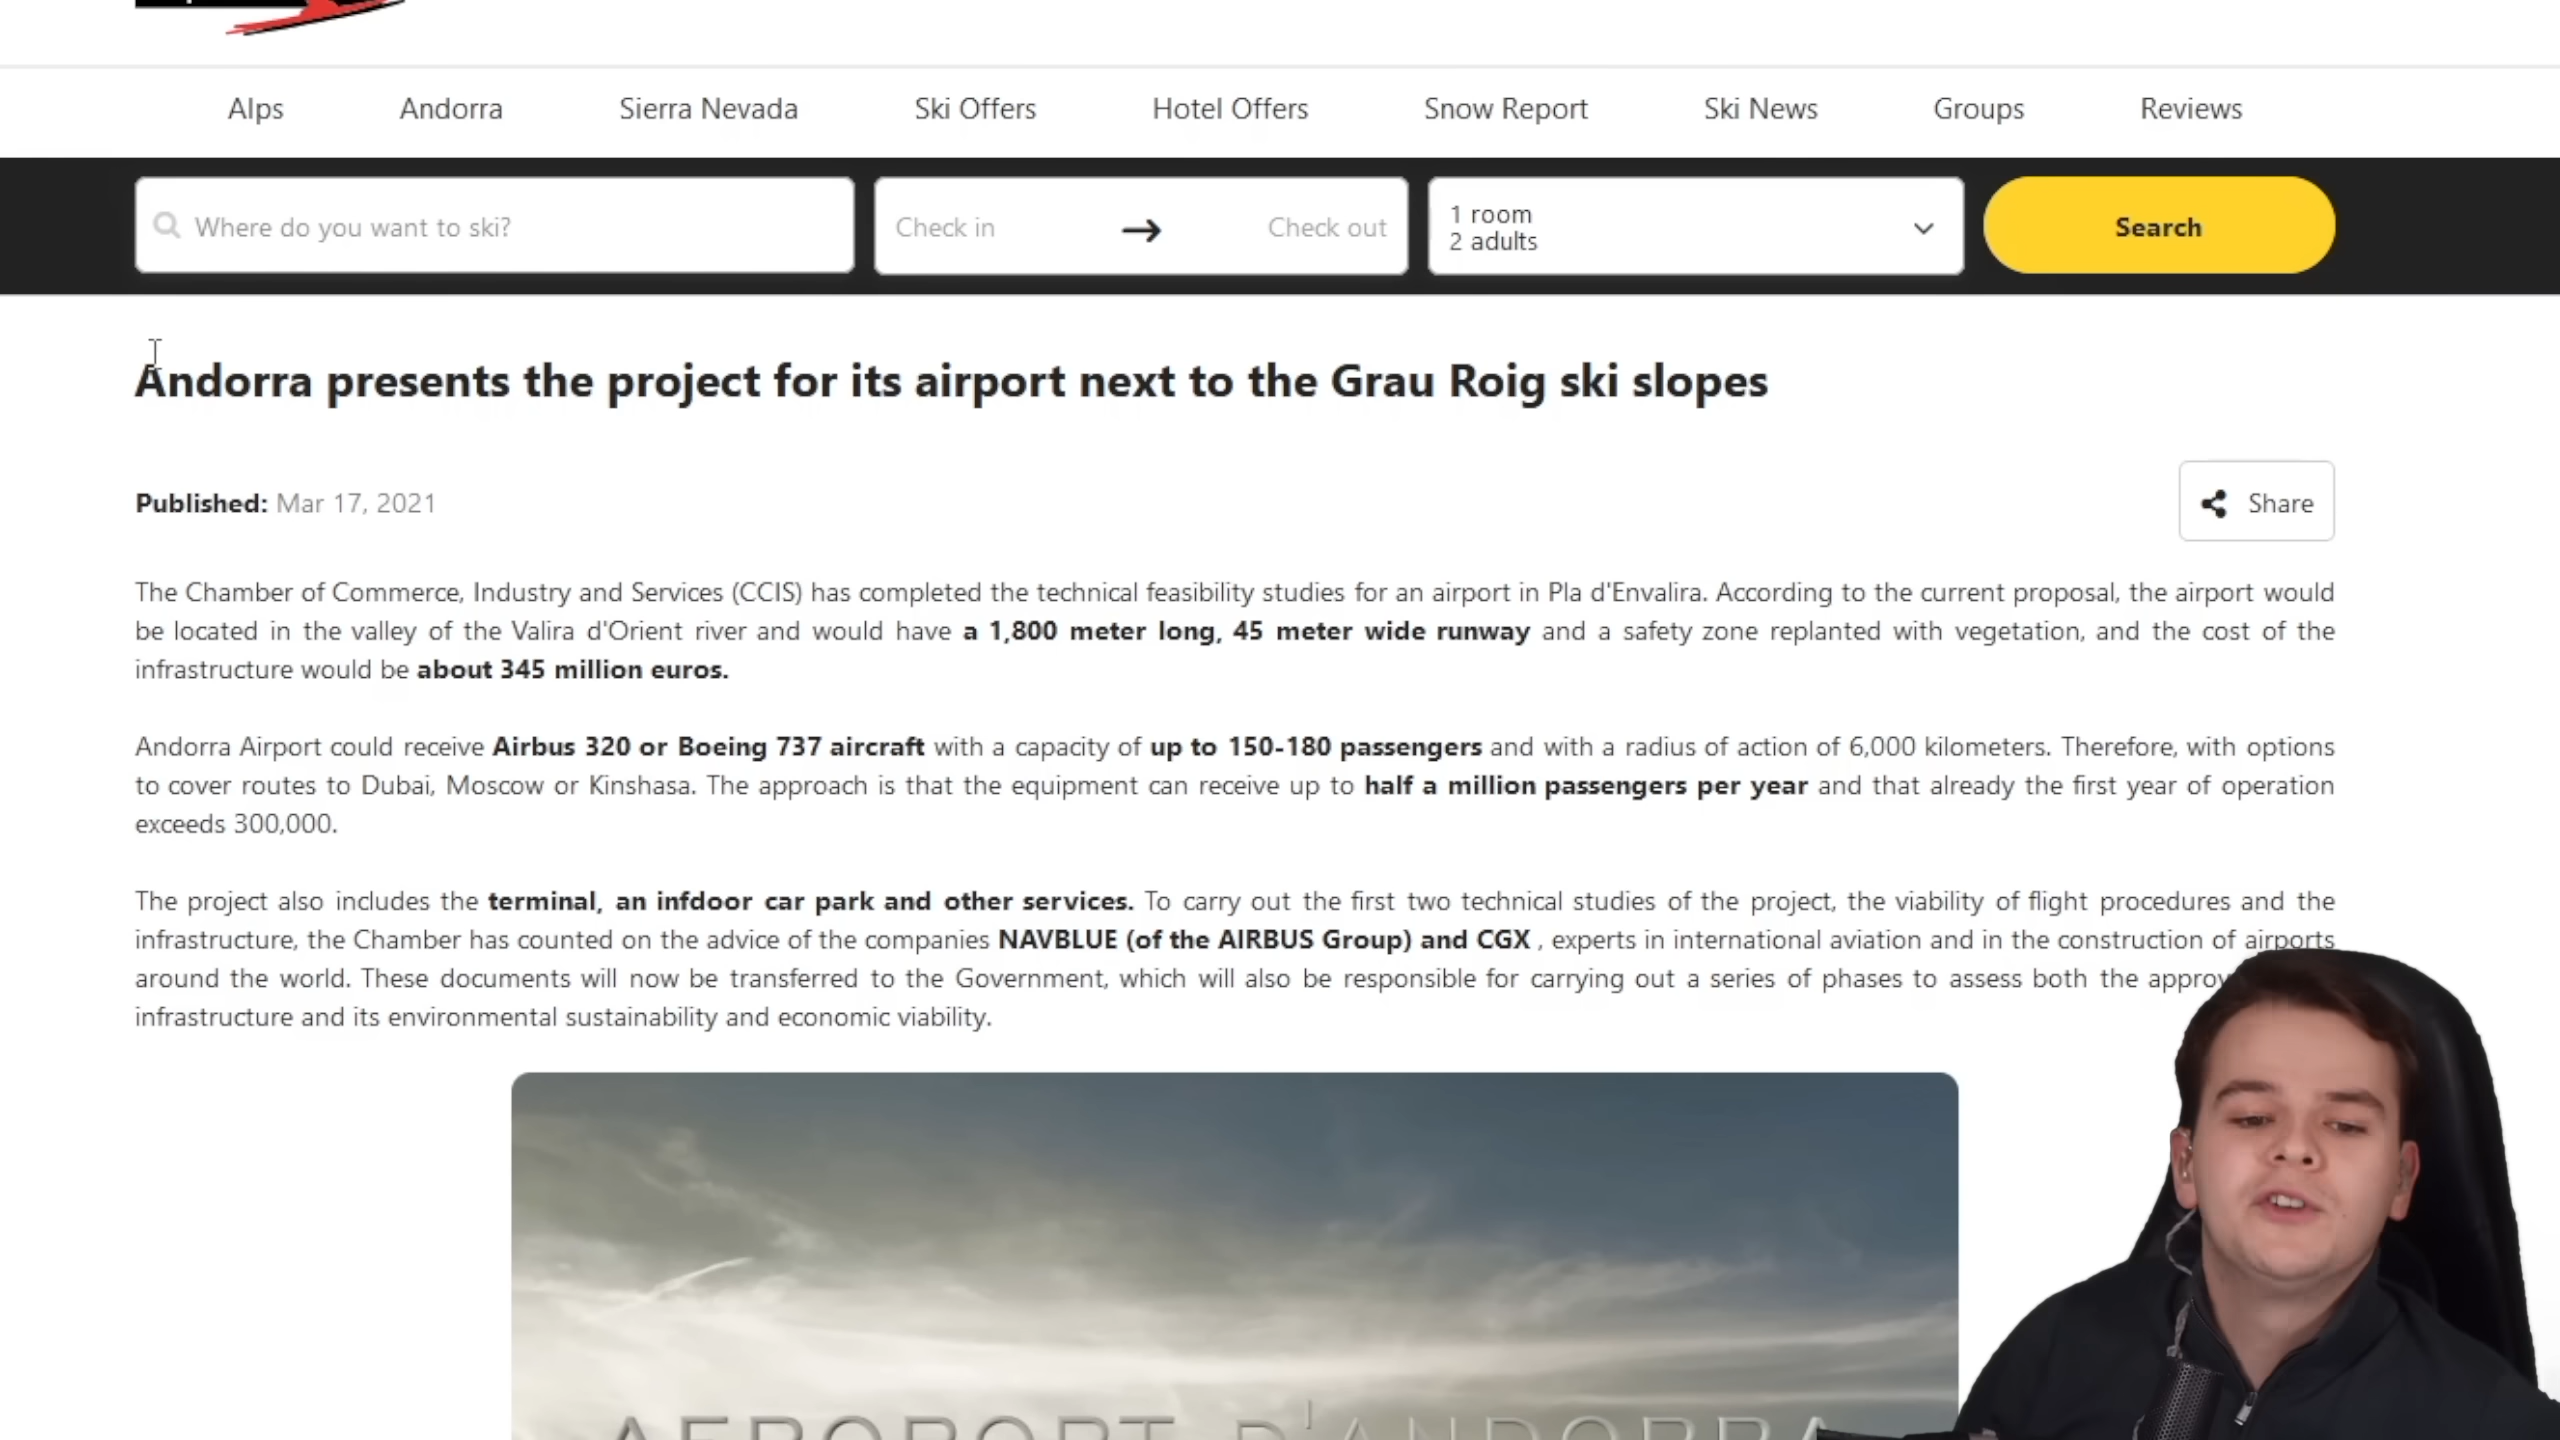 Alps Andorra Sierra Nevada Ski Offers Hotel Offers Snow Report Ski News Groups Reviews
Where do you want to ski? Check in Check out 1 room Search
2 adults
Andorra presents the project for its airport next to the Grau Roig ski slopes
Published: Mar 17, 2021 Share
The Chamber of Commerce, Industry and Services (CCIS) has completed the technical feasibility studies for an airport in Pla d'Envalira. According to the current proposal, the airport would
be located in the valley of the Valira d'Orient river and would have a 1,800 meter long, 45 meter wide runway and a safety zone replanted with vegetation, and the cost of the
infrastructure would be about 345 million euros.
Andorra Airport could receive Airbus 320 or Boeing 737 aircraft with a capacity of up to 150-180 passengers and with a radius of action of 6,000 kilometers. Therefore, with options
to cover routes to Dubai, Moscow or Kinshasa. The approach is that the equipment can receive up to half a million passengers per year and that already the first year of operation
exceeds 300,000.
The project also includes the terminal, an infdoor car park and other services. To carry out the first two technical studies of the project, the viability of flight procedures and the
infrastructure, the Chamber has counted on the advice of the companies NAVBLUE (of the AIRBUS Group) and CGX , experts in international aviation and in the construction of airports
around the world. These documents will now be transferred to the Government, which will also be responsible for carrying out a series of phases to assess both the
infrastructure and its environmental sustainability and economic viability.
AEROPORT D'ANDORRA